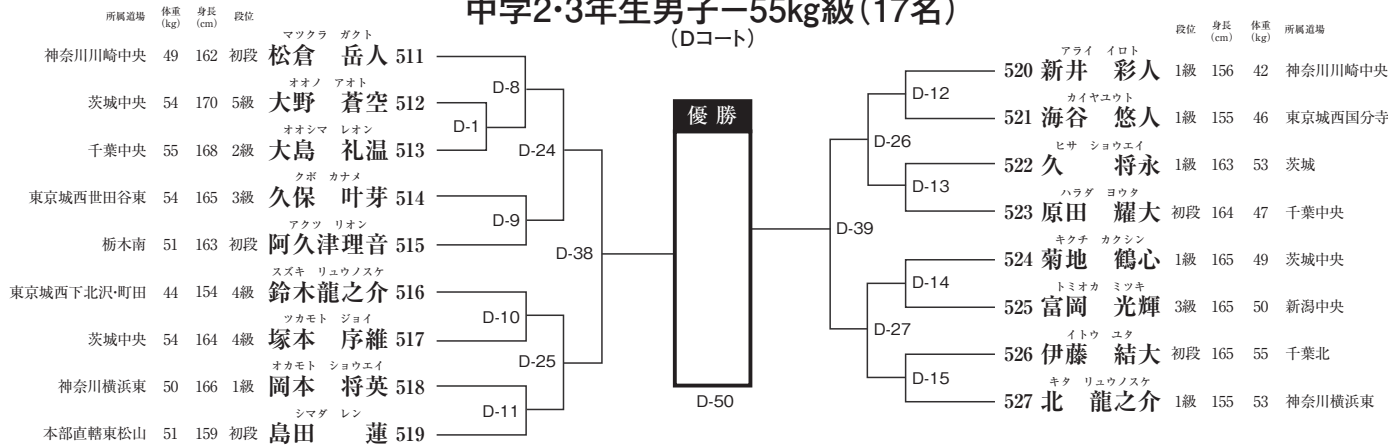 中学2・3年生男子－55kg級（17名）
（Dコート）
所属道場 体重(kg) 身長(cm) 段位
マツクラ ガクト
神奈川川崎中央 49 162 初段 松倉 岳人 511
オオノ アオト
茨城中央 54 170 5級 大野 蒼空 512
オオシマ レオン
千葉中央 55 168 2級 大島 礼温 513
クボ カナメ
東京城西世田谷東 54 165 3級 久保 叶芽 514
アクツ リオン
栃木南 51 163 初段 阿久津理音 515
スズキ リュウノスケ
東京城西下北沢・町田 44 154 4級 鈴木龍之介 516
ツカモト ジョイ
茨城中央 54 164 4級 塚本 序維 517
オカモト ショウエイ
神奈川横浜東 50 166 1級 岡本 将英 518
シマダ レン
本部直轄東松山 51 159 初段 島田 蓮 519
D-8
D-1
D-24
D-9
D-38
D-10
D-25
D-11
優勝
D-50
段位 身長(cm) 体重(kg) 所属道場
アライ イロト
520 新井 彩人 1級 156 42 神奈川川崎中央
カイヤユウト
521 海谷 悠人 1級 155 46 東京城西国分寺
ヒサ ショウエイ
522 久 将永 1級 163 53 茨城
ハラダ ヨウタ
523 原田 耀大 初段 164 47 千葉中央
キクチ カクシン
524 菊地 鶴心 1級 165 49 茨城中央
トミオカ ミツキ
525 富岡 光輝 3級 165 50 新潟中央
イトウ ユタ
526 伊藤 結大 初段 165 55 千葉北
キタ リュウノスケ
527 北 龍之介 1級 155 53 神奈川横浜東
D-12
D-26
D-13
D-39
D-14
D-27
D-15